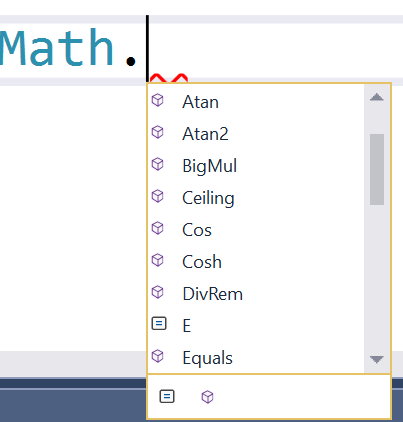 Math.
Atan
Atan2
BigMul
Ceiling
Cos
Cosh
DivRem
E
Equals